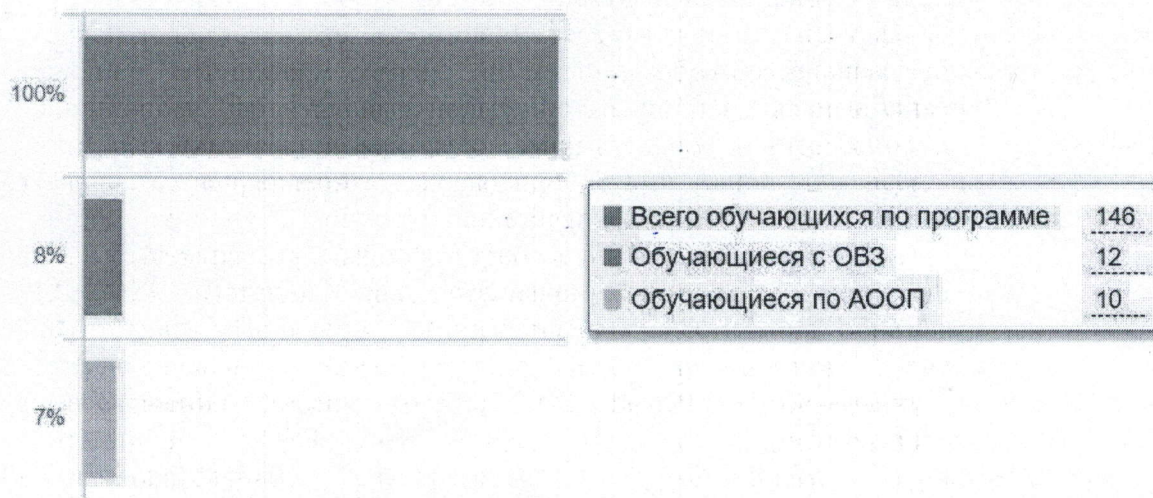 100%
8%
7%
Всего обучающихся по программе 146
Обучающиеся с ОВЗ 12
Обучающиеся по АООП 10